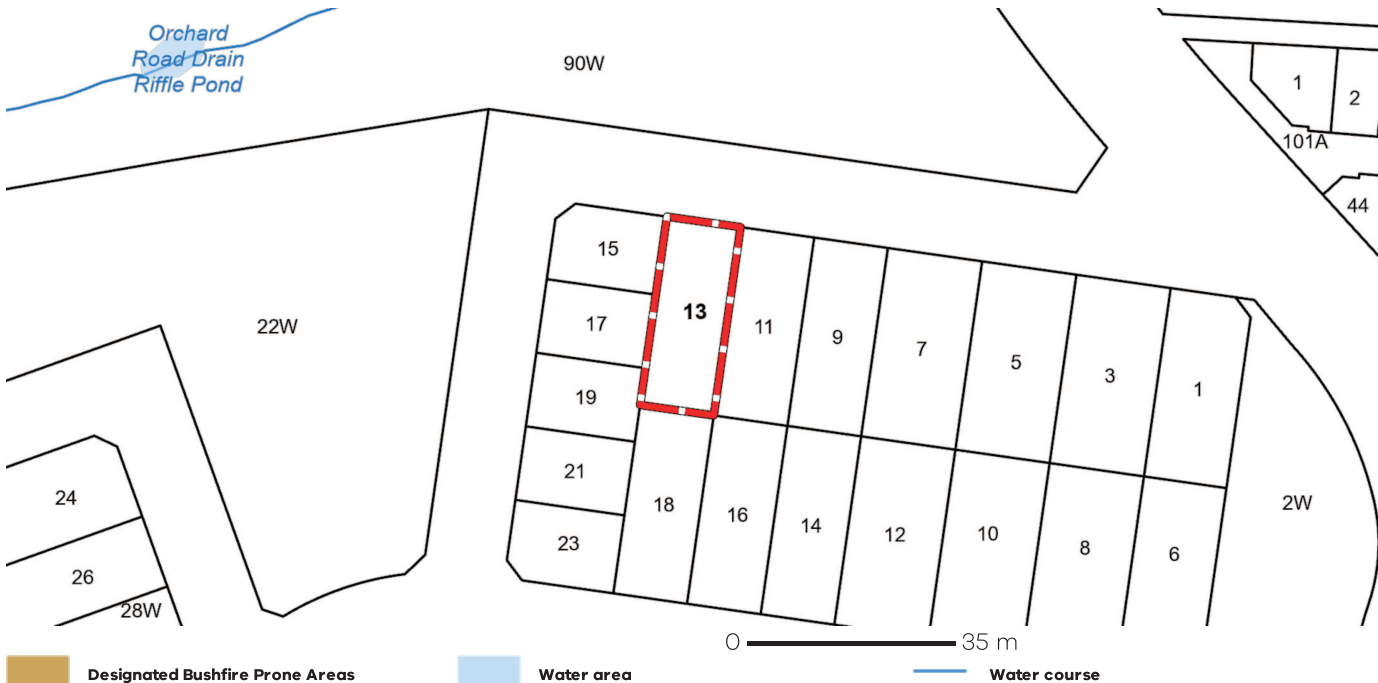 Orchard
Road Drain
Riffle Pond
90W
1
2
101A
44
15
13
11
9
7
5
3
1
17
19
21
23
22W
18
16
14
12
10
8
6
2W
24
26
28W
0 35 m
Designated Bushfire Prone Areas
Water area
Water course